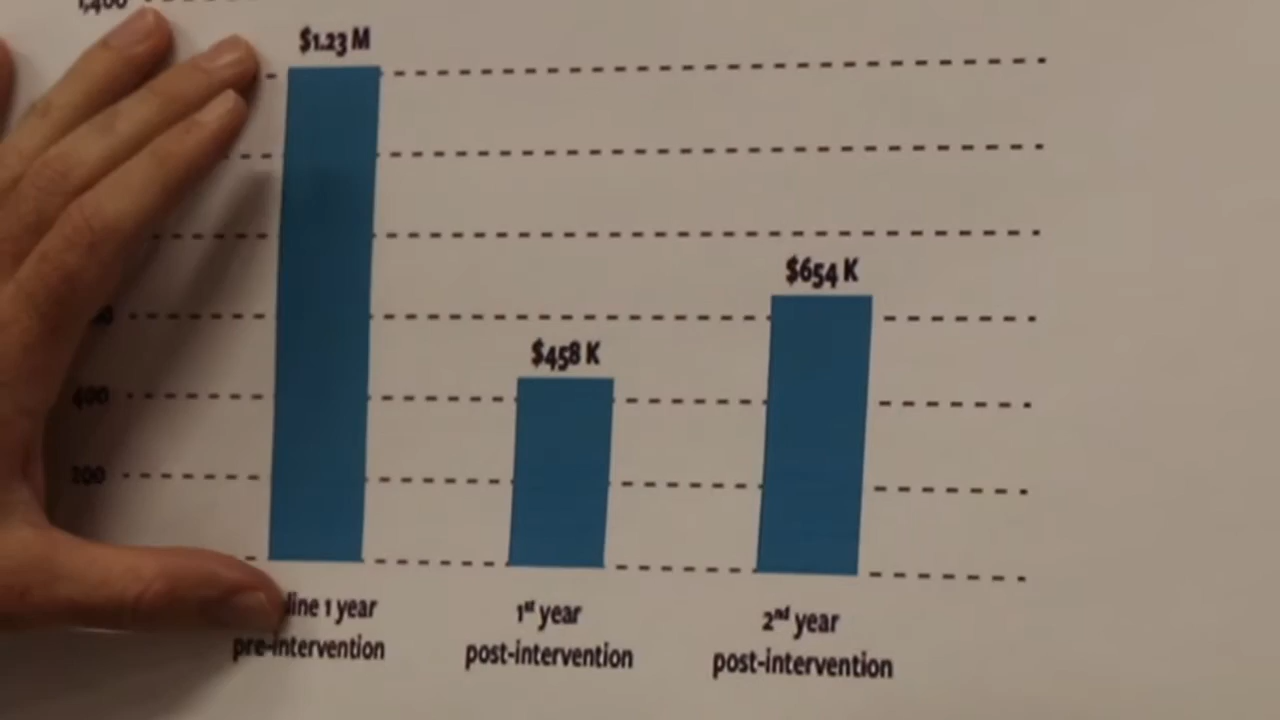 1,400
$1.23 M
$654 K
$458 K
400
200
line 1 year
pre-intervention
1st year
post-intervention
2nd year
post-intervention